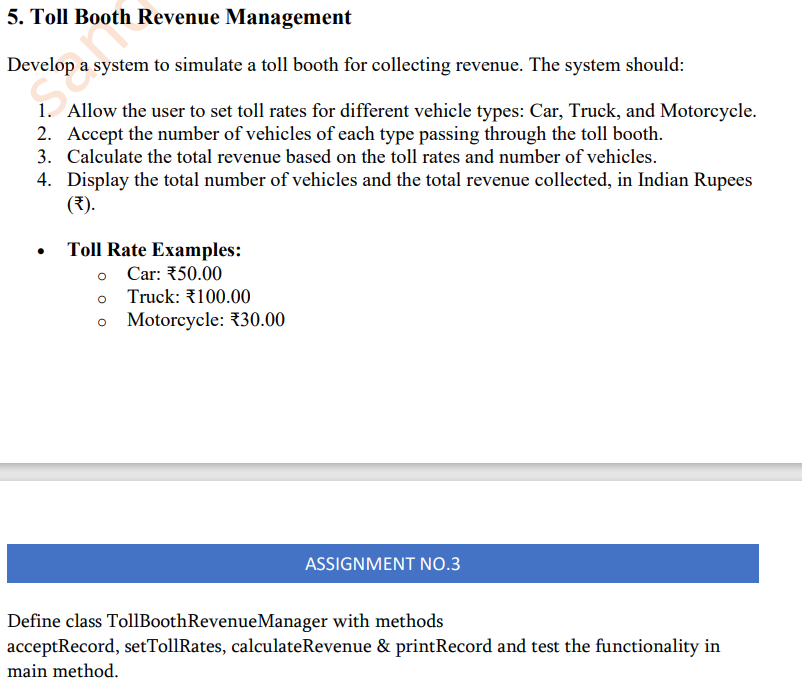 5. Toll Booth Revenue Management
Develop a system to simulate a toll booth for collecting revenue. The system should:
1. Allow the user to set toll rates for different vehicle types: Car, Truck, and Motorcycle.
2. Accept the number of vehicles of each type passing through the toll booth.
3. Calculate the total revenue based on the toll rates and number of vehicles.
4. Display the total number of vehicles and the total revenue collected, in Indian Rupees
(₹).
• Toll Rate Examples:
o Car: ₹50.00
o Truck: ₹100.00
o Motorcycle: ₹30.00
ASSIGNMENT NO.3
Define class TollBoothRevenueManager with methods
acceptRecord, setTollRates, calculateRevenue & printRecord and test the functionality in
main method.